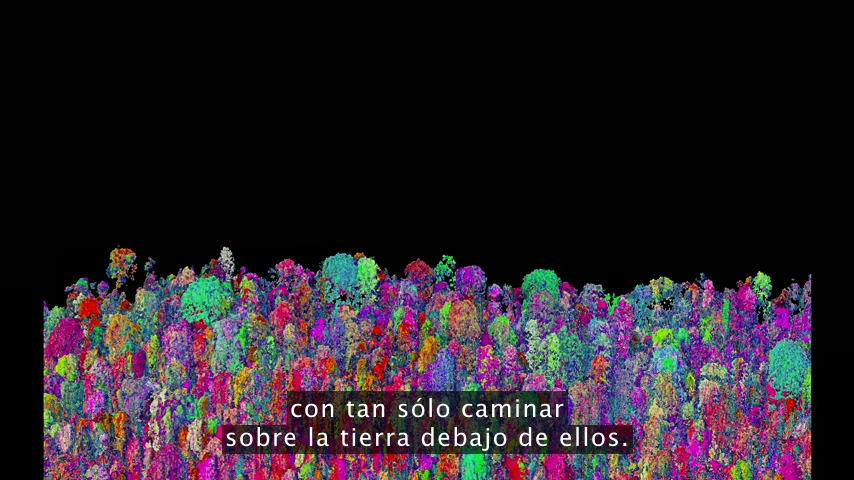 con tan sólo caminar
sobre la tierra debajo de ellos.